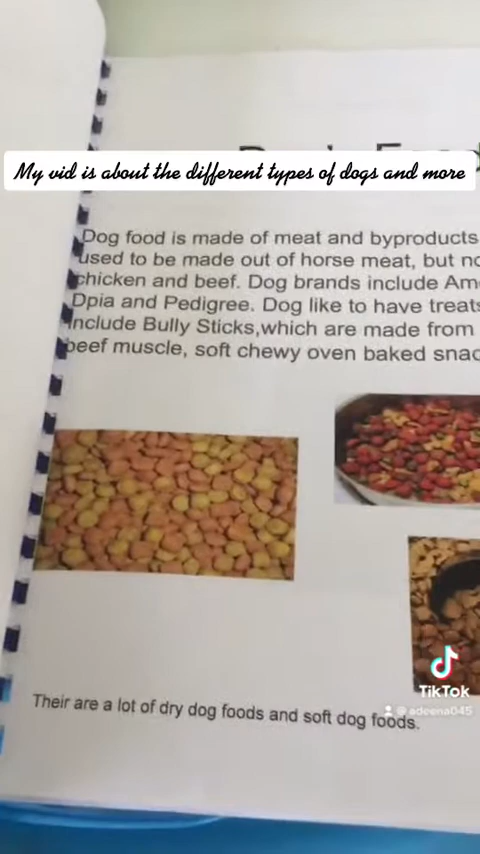 My vid is about the different types of dogs and more
Dog food is made of meat and byproducts
used to be made out of horse meat, but
chicken and beef. Dog brands include
Dpia and Pedigree. Dog like to have treats
include Bully Sticks,which are made from
beef muscle, soft chewy oven baked
Their are a lot of dry dog foods and soft dog foods.
TikTok
@adeena045